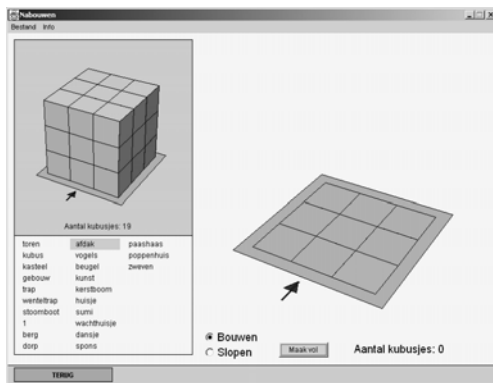 Nabouwen
Bestand Info
Aantal kubusjes: 19
toren afdak paashaas
kubus vogels poppenhuis
kasteel beugel zweven
gebouw kunst
trap kerstboom
wenteltrap huisje
stoomboot sumi
1 wachthuisje
berg dansje
dorp spons
Bouwen
Slopen
Maak vol
Aantal kubusjes: 0
TERUG